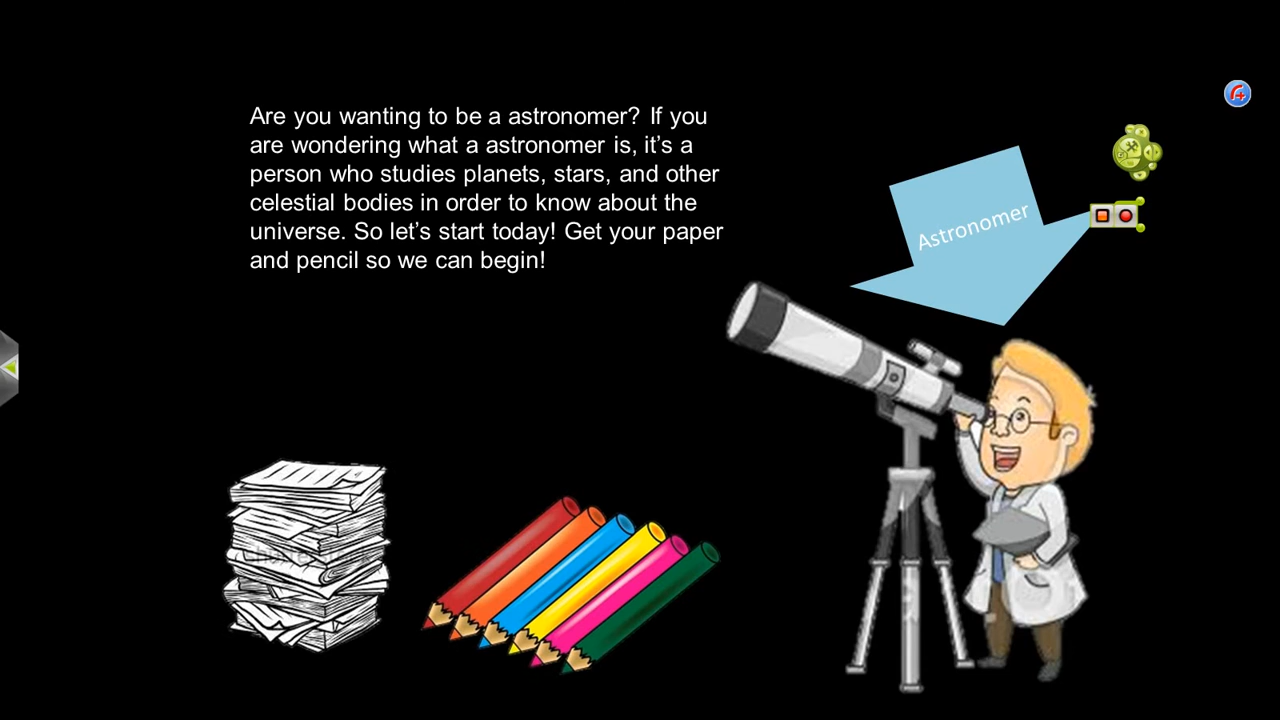 Are you wanting to be a astronomer? If you
are wondering what a astronomer is, it’s a
person who studies planets, stars, and other
celestial bodies in order to know about the
universe. So let’s start today! Get your paper
and pencil so we can begin!
Astronomer